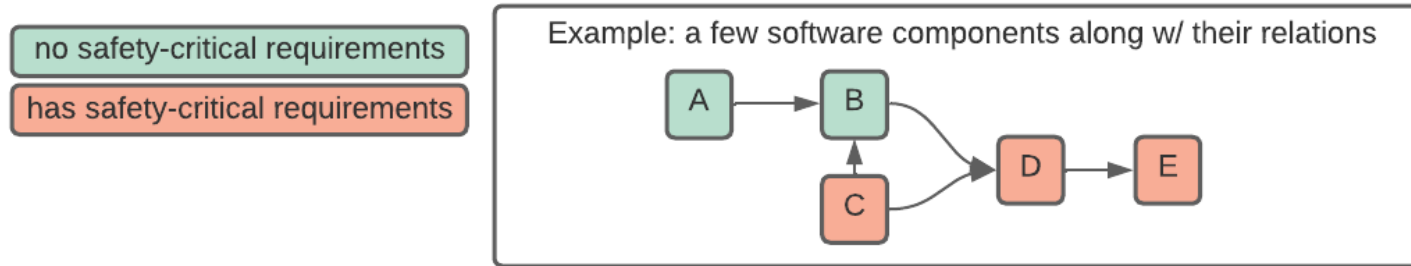 no safety-critical requirements
has safety-critical requirements
Example: a few software components along w/ their relations
A
B
C
D
E